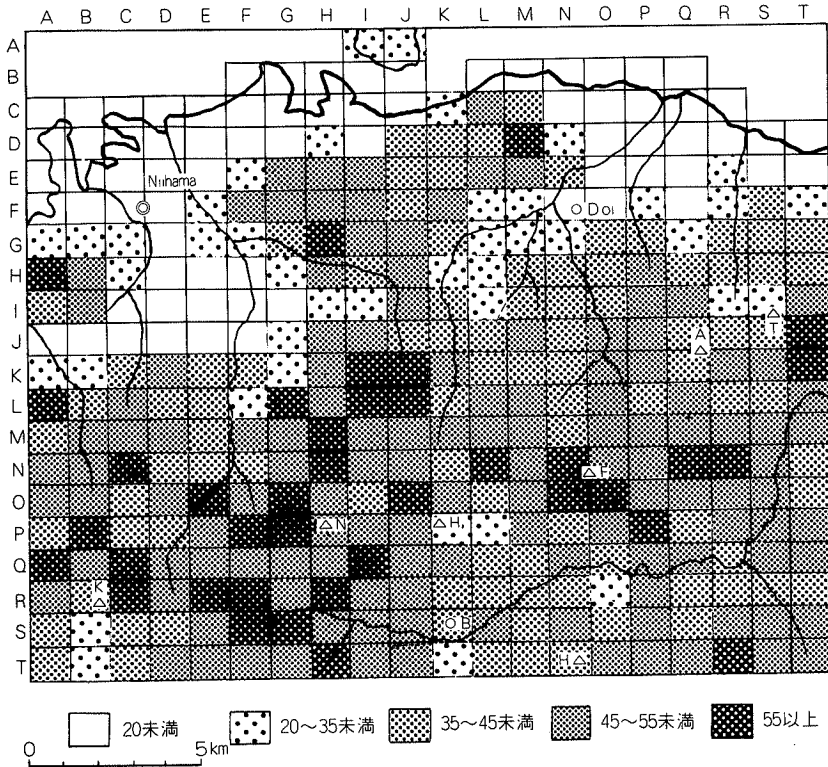 A B C D E F G H I J K L M N O P Q R S T
A
B
C
D
E
Niihama
F
Doi
G
H
I
T
J
A
K
L
M
N
F
O
P
N
H
Q
R
K
S
B
T
H
20未満 20~35未満 35~45未満 45~55未満 55以上
0 5km